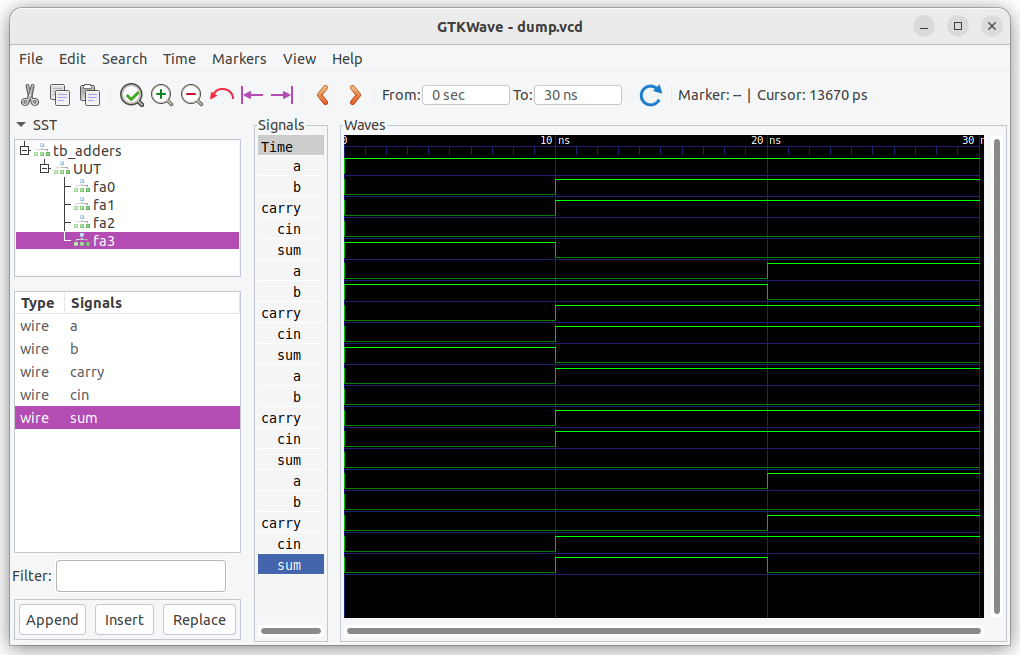 GTKWave - dump.vcd
File Edit Search Time Markers View Help
From: 0 sec To: 30 ns Marker: -- | Cursor: 13670 ps
SST
tb_adders
UUT
fa0
fa1
fa2
fa3
Type Signals
wire a
wire b
wire carry
wire cin
wire sum
Filter:
Append Insert Replace
Signals
Time
a
b
carry
cin
sum
a
b
carry
cin
sum
a
b
carry
cin
sum
a
b
carry
cin
sum
Waves
0 10 ns 20 ns 30 n